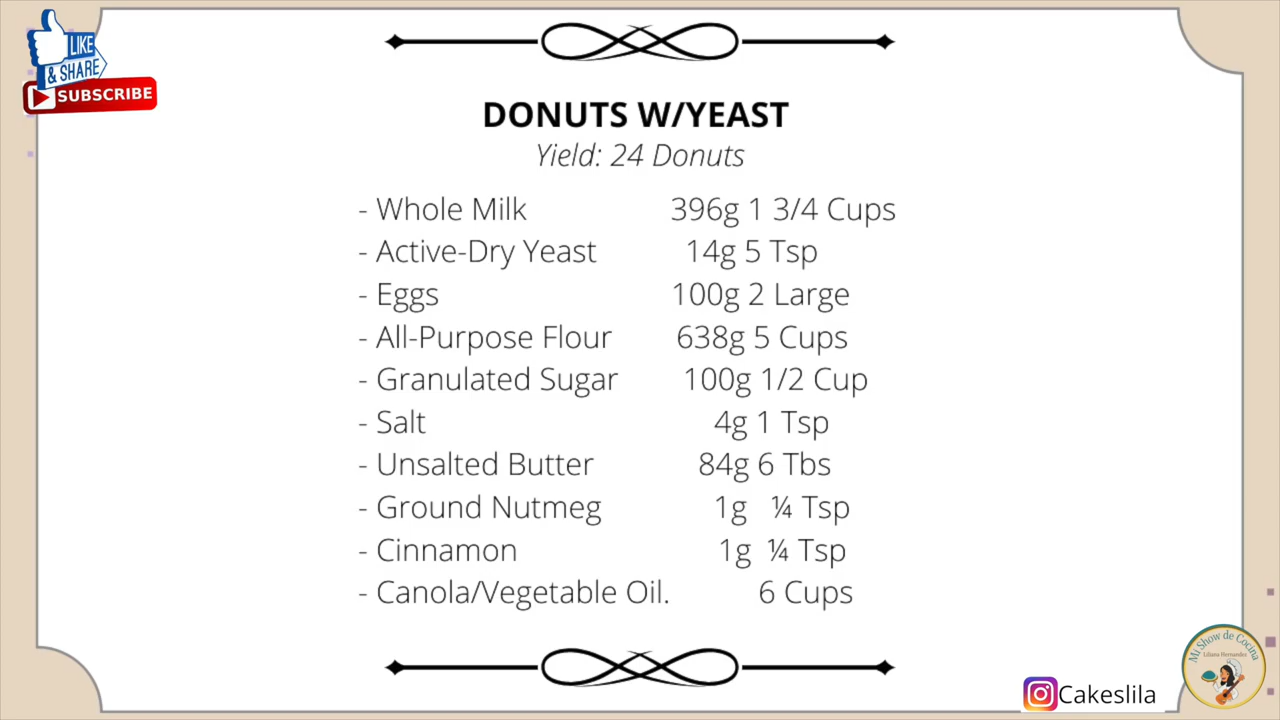 LIKE
& SHARE
SUBSCRIBE
DONUTS W/YEAST
Yield: 24 Donuts
- Whole Milk 396g 1 3/4 Cups
- Active-Dry Yeast 14g 5 Tsp
- Eggs 100g 2 Large
- All-Purpose Flour 638g 5 Cups
- Granulated Sugar 100g 1/2 Cup
- Salt 4g 1 Tsp
- Unsalted Butter 84g 6 Tbs
- Ground Nutmeg 1g ¼ Tsp
- Cinnamon 1g ¼ Tsp
- Canola/Vegetable Oil. 6 Cups
Mi Show de Cocina
Liliana Hernandez
Cakeslila